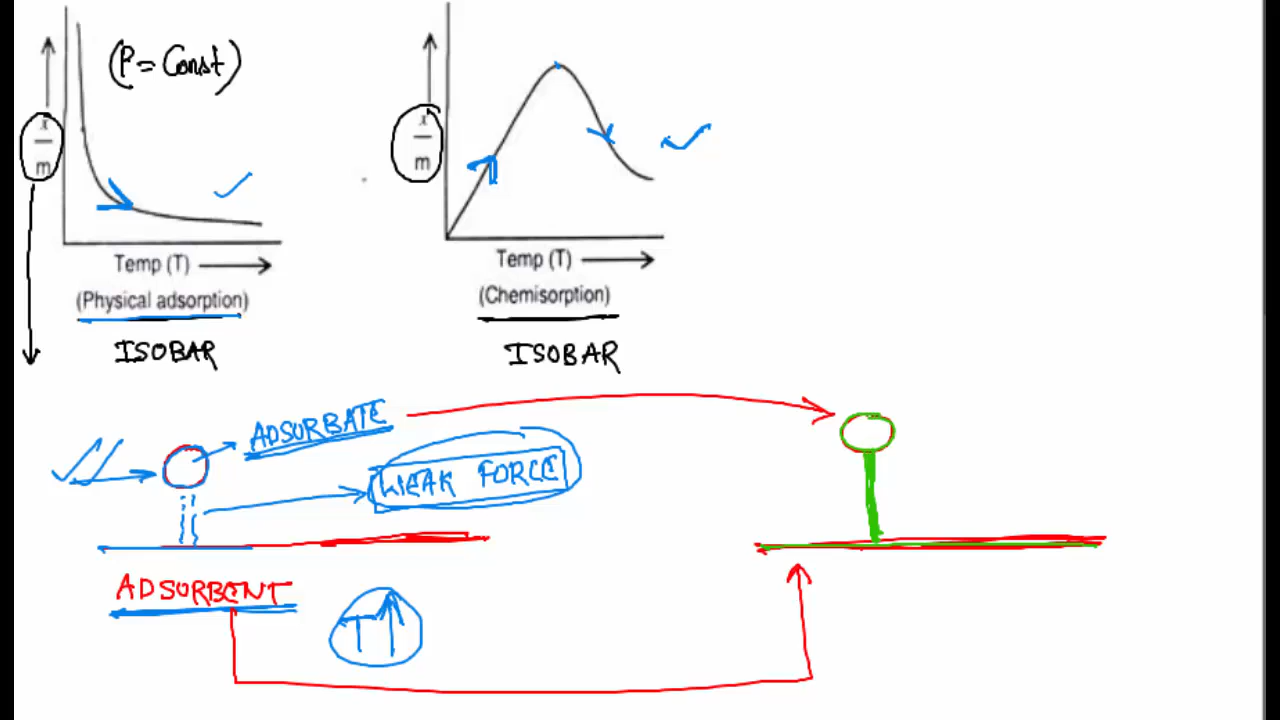 (P = Const)
x
m
Temp (T)
(Physical adsorption)
ISOBAR
x
m
Temp (T)
(Chemisorption)
ISOBAR
ADSORBATE
WEAK FORCE
ADSORBENT
T↑